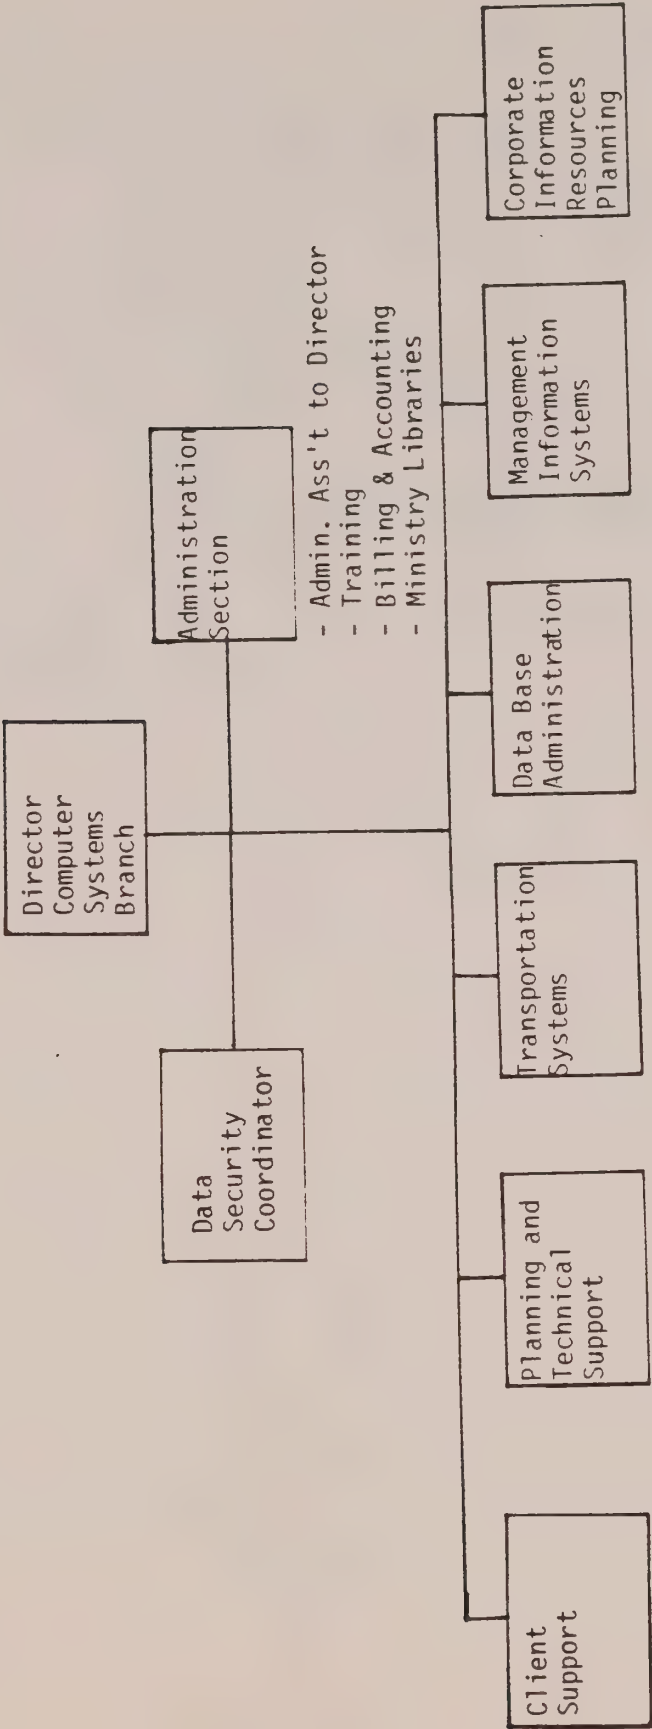 Director
Computer
Systems
Branch
Data
Security
Coordinator
Administration
Section
- Admin. Ass't to Director
- Training
- Billing & Accounting
- Ministry Libraries
Client
Support
Planning and
Technical
Support
Transportation
Systems
Data Base
Administration
Management
Information
Systems
Corporate
Information
Resources
Planning